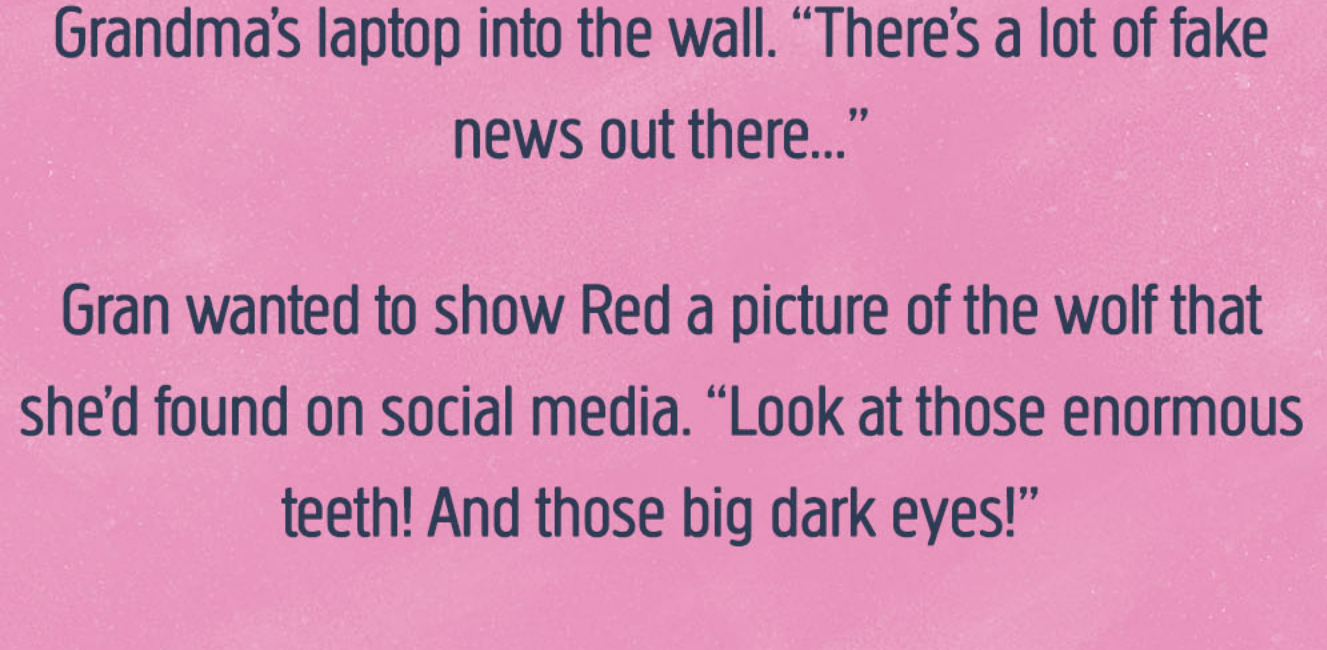 Grandma’s laptop into the wall. “There’s a lot of fake
news out there...”
Gran wanted to show Red a picture of the wolf that
she’d found on social media. “Look at those enormous
teeth! And those big dark eyes!”